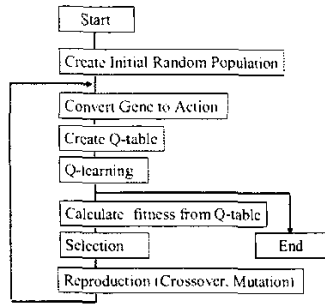 Start
Create Initial Random Population
Convert Gene to Action
Create Q-table
Q-learning
Calculate fitness from Q-table
Selection
End
Reproduction (Crossover, Mutation)